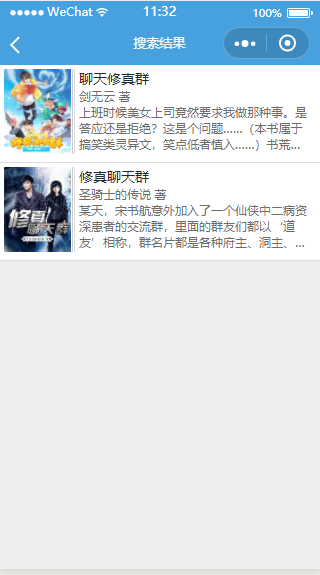 WeChat 11:32 100%
搜索结果
聊天修真群
剑无云 著
上班时候美女上司竟然要求我做那种事。是
答应还是拒绝？这是个问题……（本书属于
搞笑类灵异文，笑点低者慎入……）书荒...
修真聊天群
圣骑士的传说 著
某天，宋书航意外加入了一个仙侠中二病资
深患者的交流群，里面的群友们都以‘道
友’相称，群名片都是各种府主、洞主、...
修真
聊天群